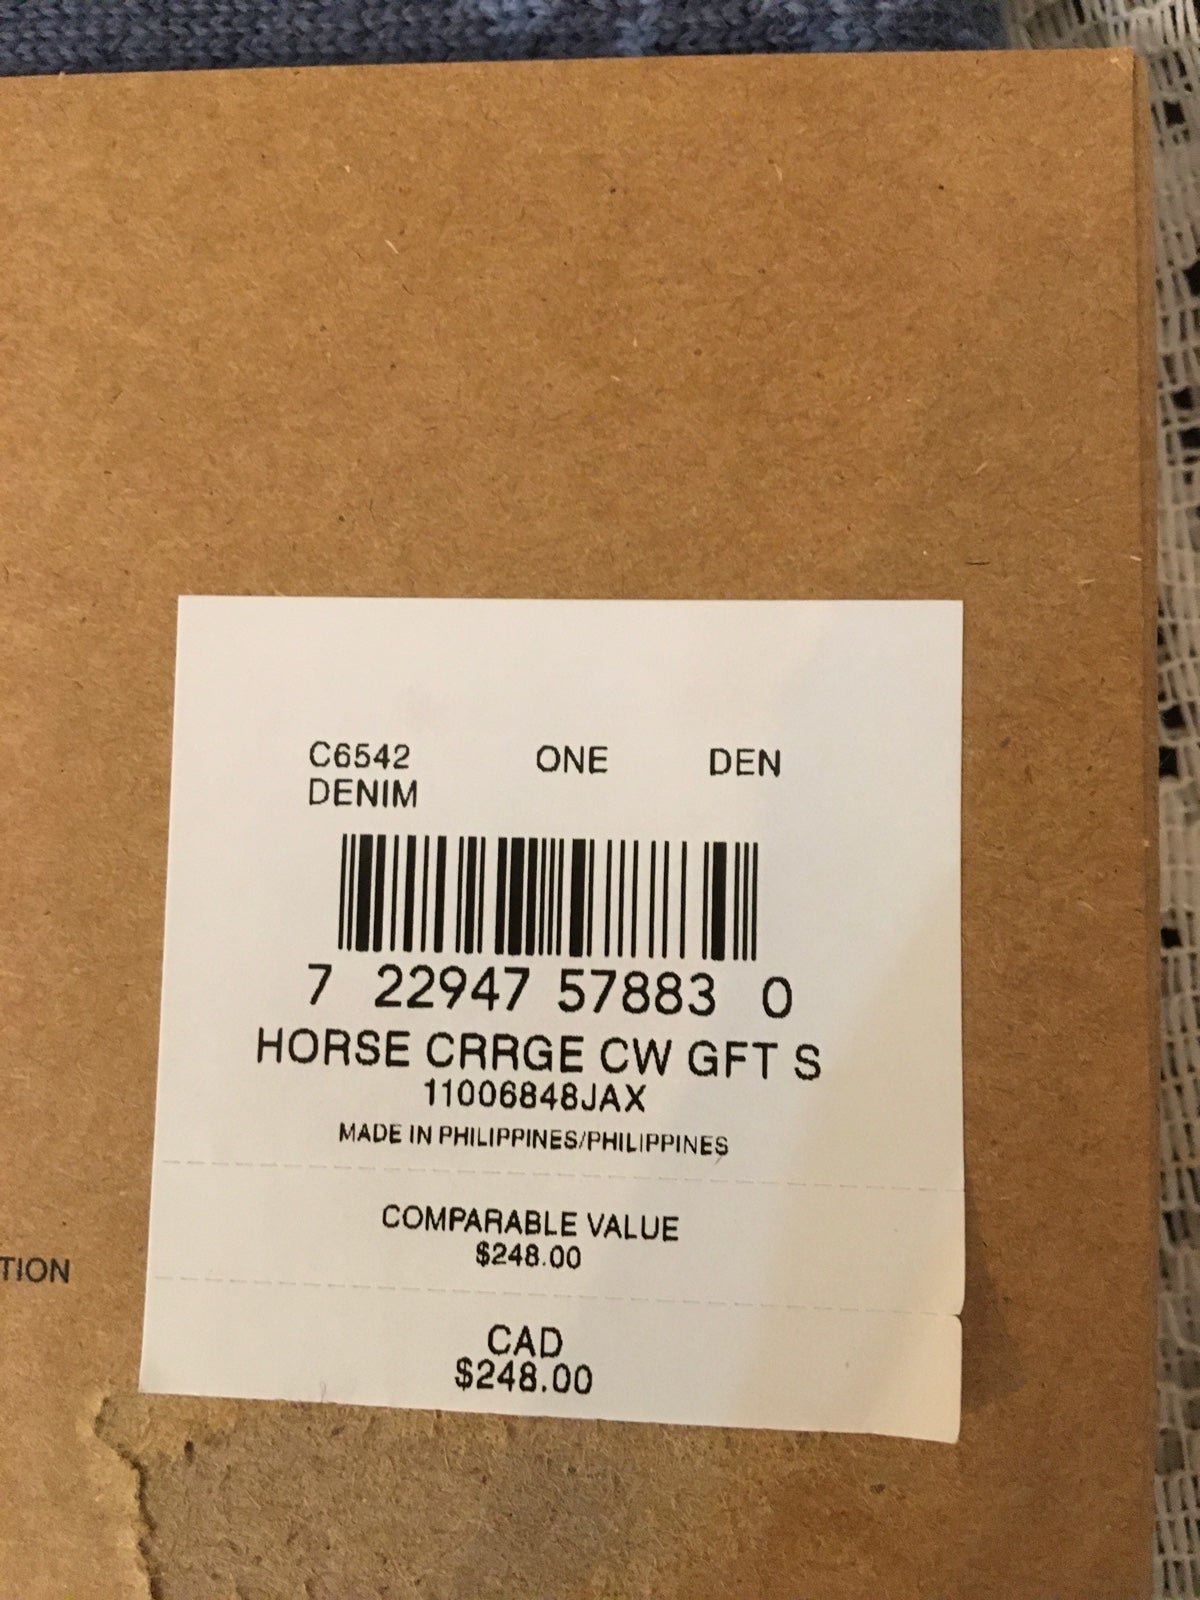 C6542 ONE DEN
DENIM
7 22947 57883 0
HORSE CRRGE CW GFT S
11006848JAX
MADE IN PHILIPPINES/PHILIPPINES
COMPARABLE VALUE
$248.00
TION
CAD
$248.00